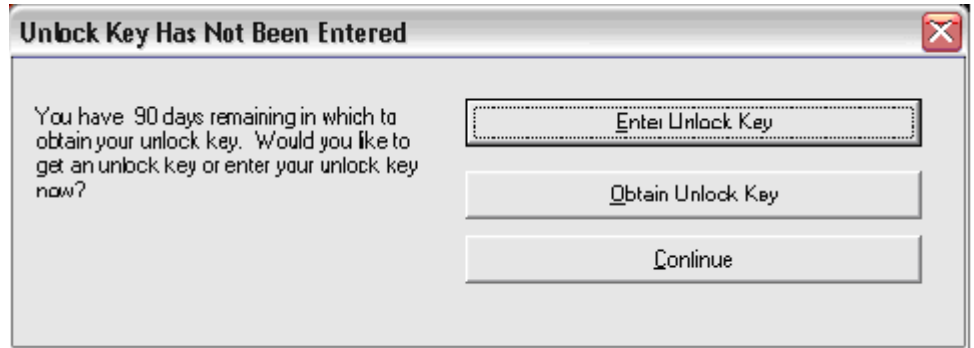 Unlock Key Has Not Been Entered
You have 90 days remaining in which to
obtain your unlock key. Would you like to
get an unlock key or enter your unlock key
now?
Enter Unlock Key
Obtain Unlock Key
Continue